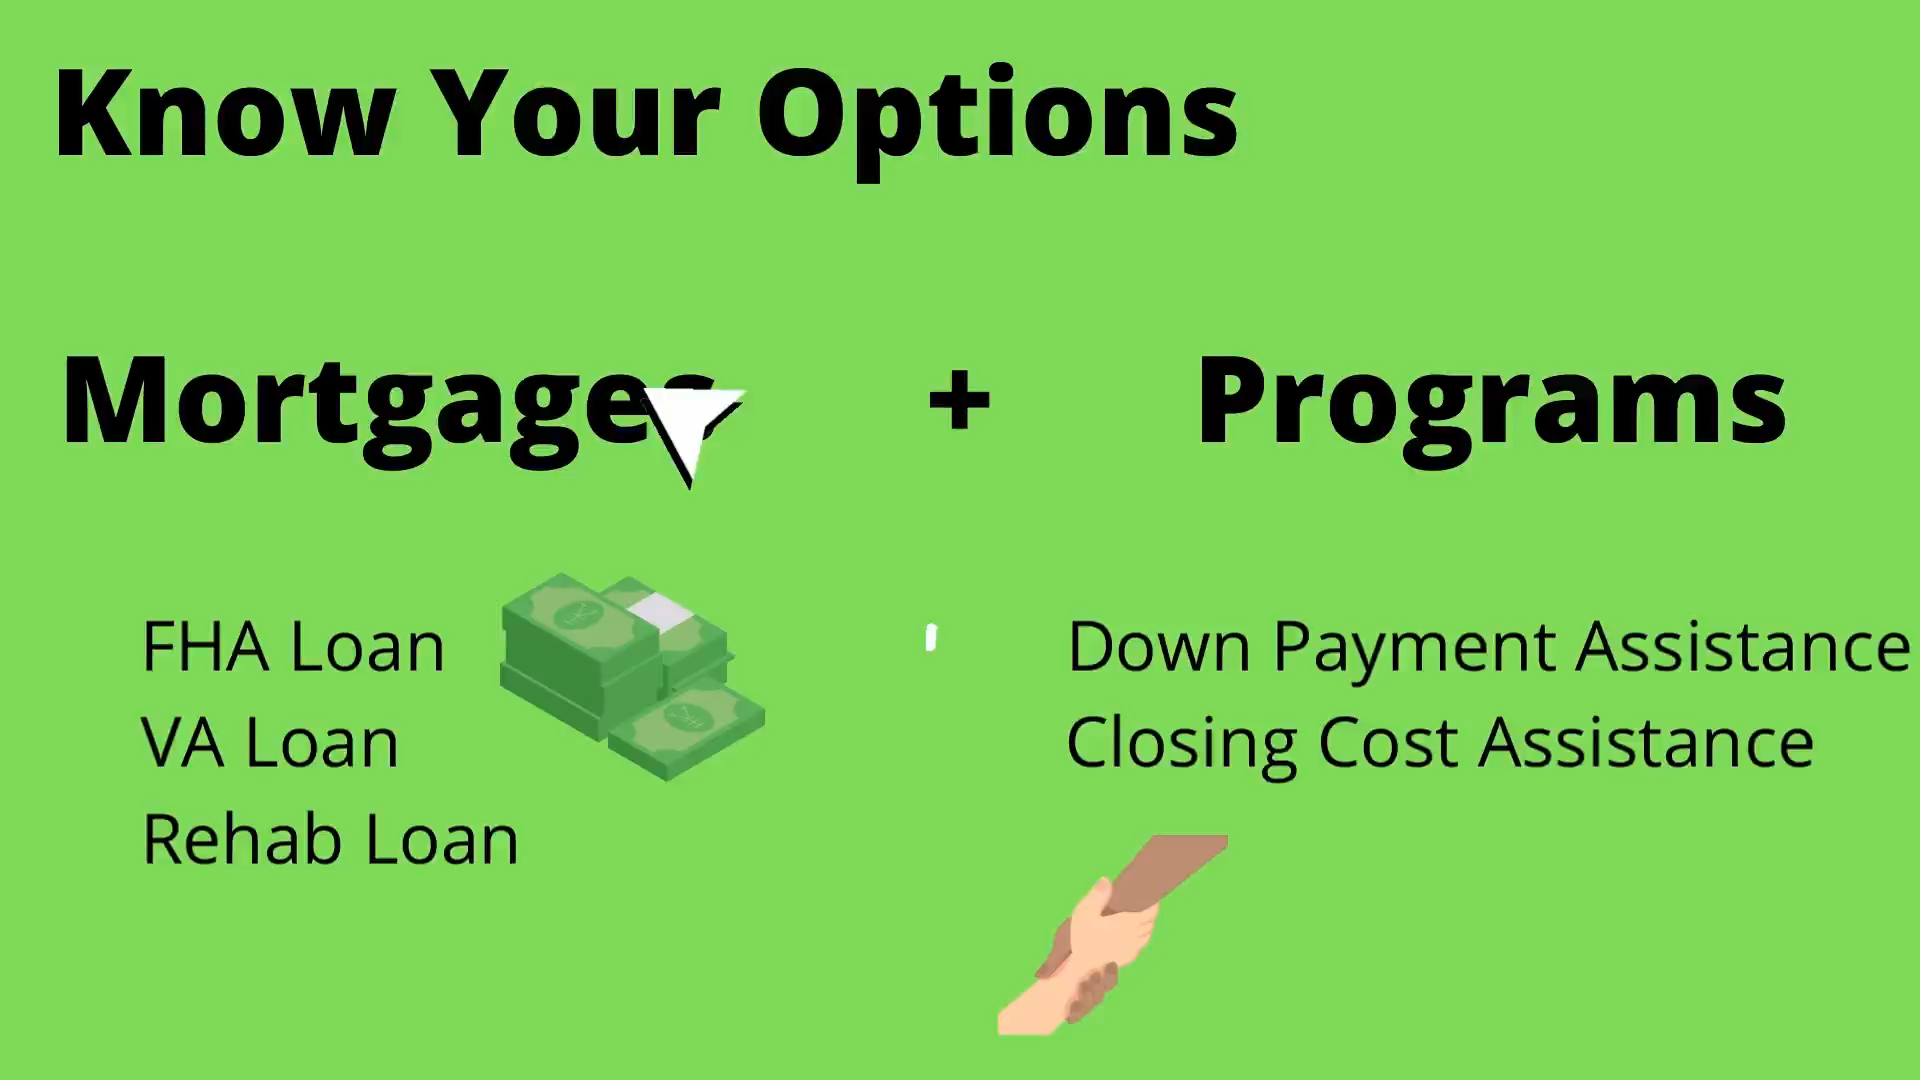 Know Your Options
Mortgages + Programs
FHA Loan
VA Loan
Rehab Loan
Down Payment Assistance
Closing Cost Assistance